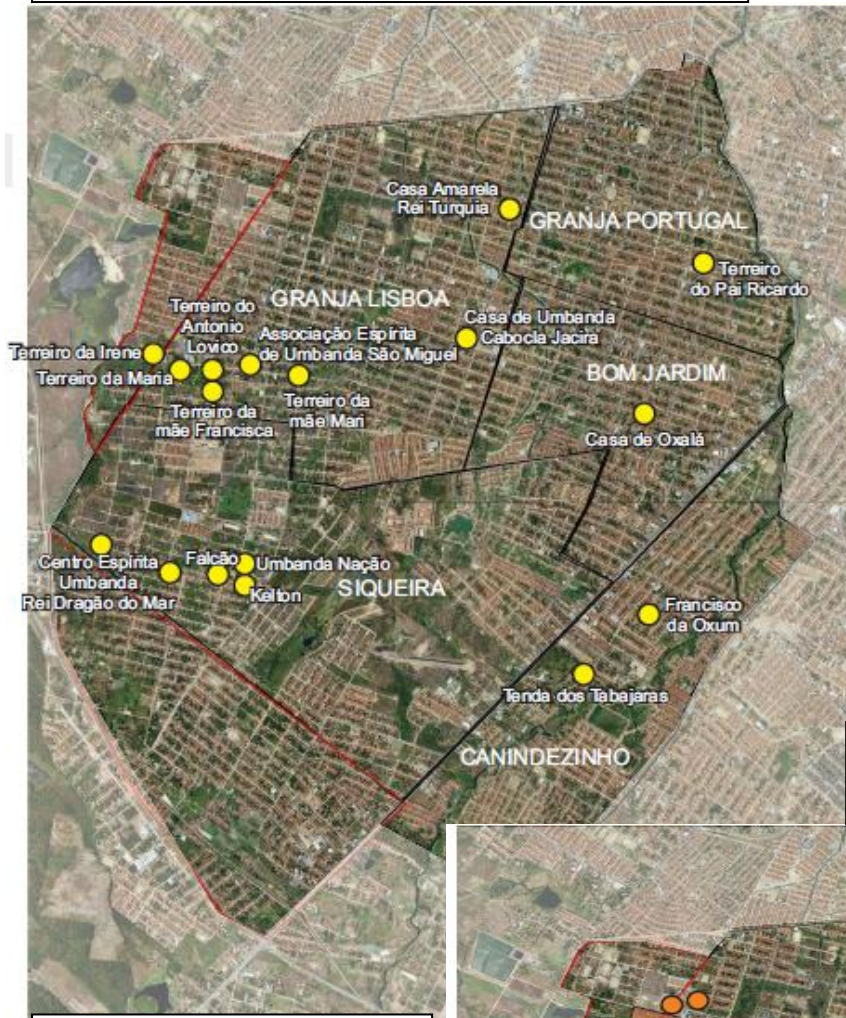 Casa Amarela
Rei Turquia
GRANJA PORTUGAL
Terreiro
do Pai Ricardo
GRANJA LISBOA
Terreiro do
Antonio
Lovico
Associação Espírita
de Umbanda São Miguel
Casa de Umbanda
Cabocla Jacira
Terreiro da Irene
Terreiro da Maria
Terreiro da
mãe Francisca
Terreiro da
mãe Mari
BOM JARDIM
Casa de Oxalá
Centro Espírita
Umbanda
Rei Dragão do Mar
Falcão
Umbanda Nação
Kelton
SIQUEIRA
Francisco
da Oxum
Tenda dos Tabajaras
CANINDEZINHO